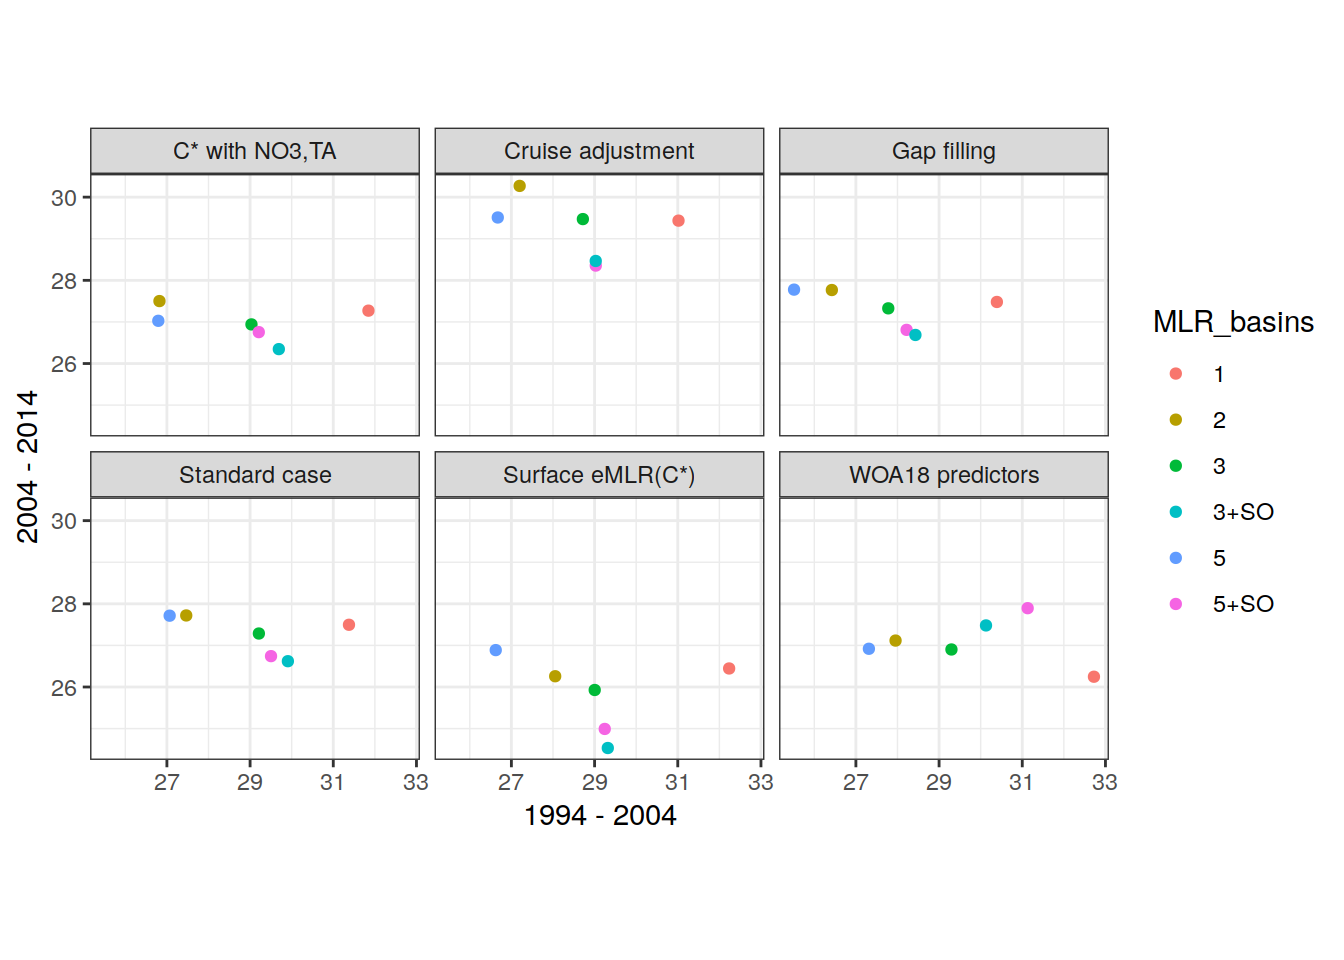 C* with NO3,TA
Cruise adjustment
Gap filling
30
28
26
Standard case
Surface eMLR(C*)
WOA18 predictors
30
28
26
27 29 31 33
27 29 31 33
27 29 31 33
1994 - 2004
2004 - 2014
MLR_basins
1
2
3
3+SO
5
5+SO